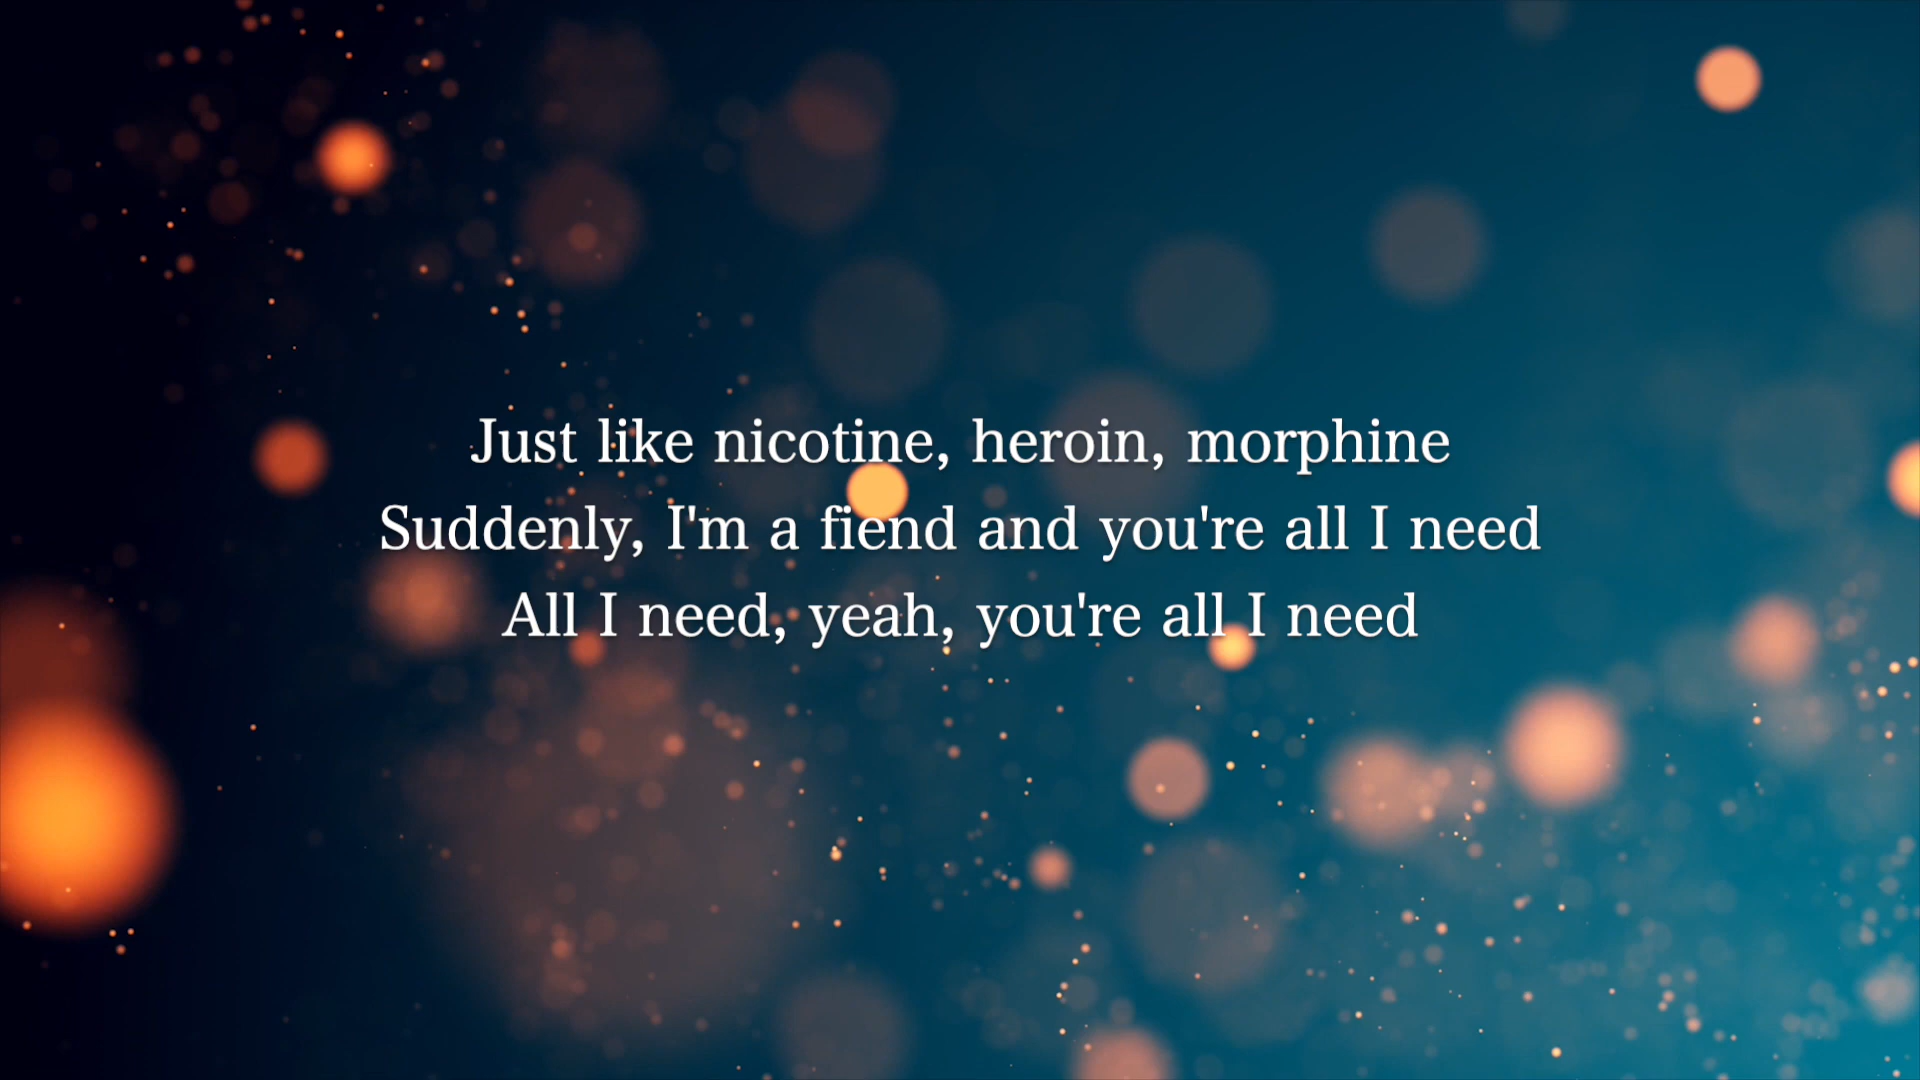 Just like nicotine, heroin, morphine
Suddenly, I'm a fiend and you're all I need
All I need, yeah, you're all I need